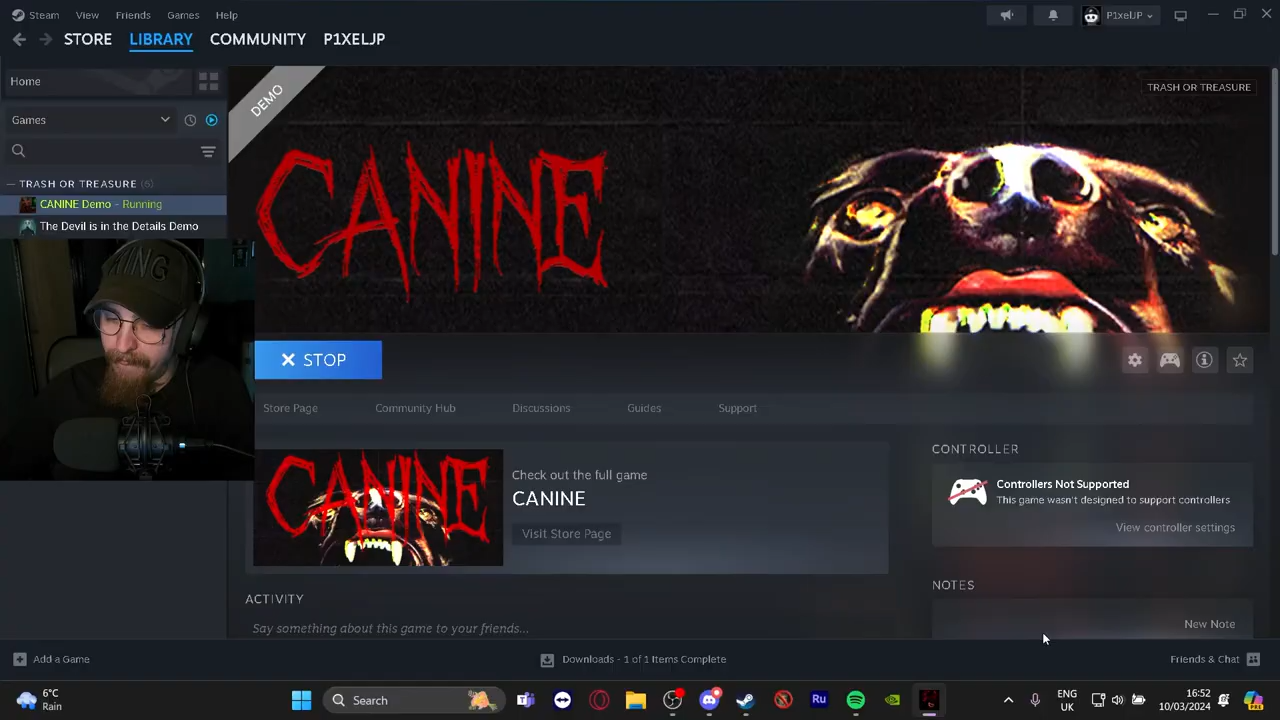 Steam View Friends Games Help P1xeUP
STORE LIBRARY COMMUNITY P1XELJP
Home
Games
TRASH OR TREASURE (6)
CANINE Demo - Running
The Devil is in the Details Demo
DEMO
CANINE
TRASH OR TREASURE
STOP
Store Page Community Hub Discussions Guides Support
CANINE
Check out the full game
CANINE
Visit Store Page
CONTROLLER
Controllers Not Supported
This game wasn't designed to support controllers
View controller settings
ACTIVITY
Say something about this game to your friends...
NOTES
New Note
Add a Game
Downloads - 1 of 1 Items Complete
Friends & Chat
6°C
Rain
Search
Ru
ENG
UK
16:52
10/03/2024